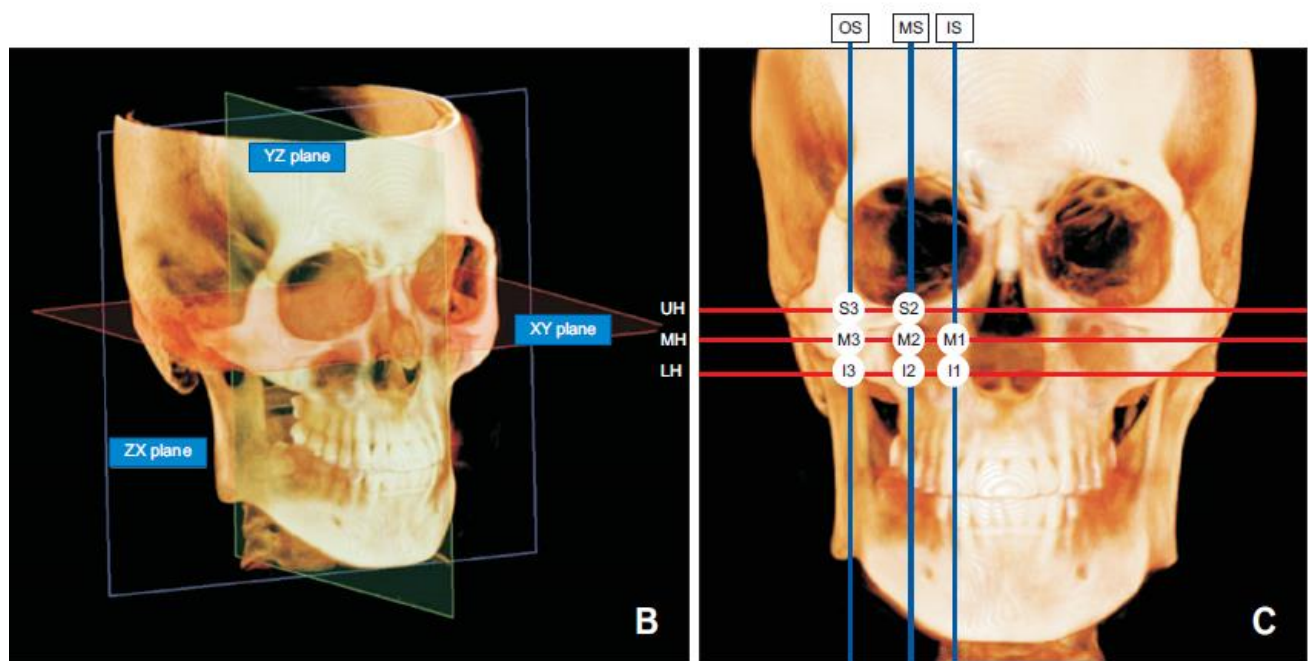 OS MS IS
YZ plane
XY plane
ZX plane
B
UH
S3 S2
MH
M3 M2 M1
LH
I3 I2 I1
C